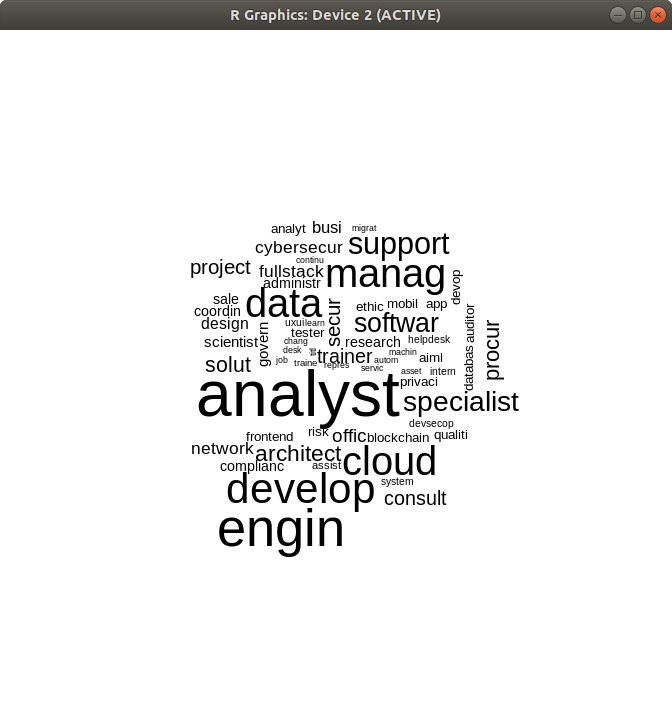 R Graphics: Device 2 (ACTIVE)
analyt busi migrat
cybersecur support
continu
project fullstack manag
administr devop
sale data ethic mobil app
coordin secur softwar auditor
design uxui learn
tester
scientist govern chang research helpdesk procur
desk trainer machin aiml
solut job traine repres autom
servic asset intern databas
analyst privaci
specialist
devsecop
frontend risk offic blockchain qualiti
network architect cloud
complianc assist
develop system
consult
engin